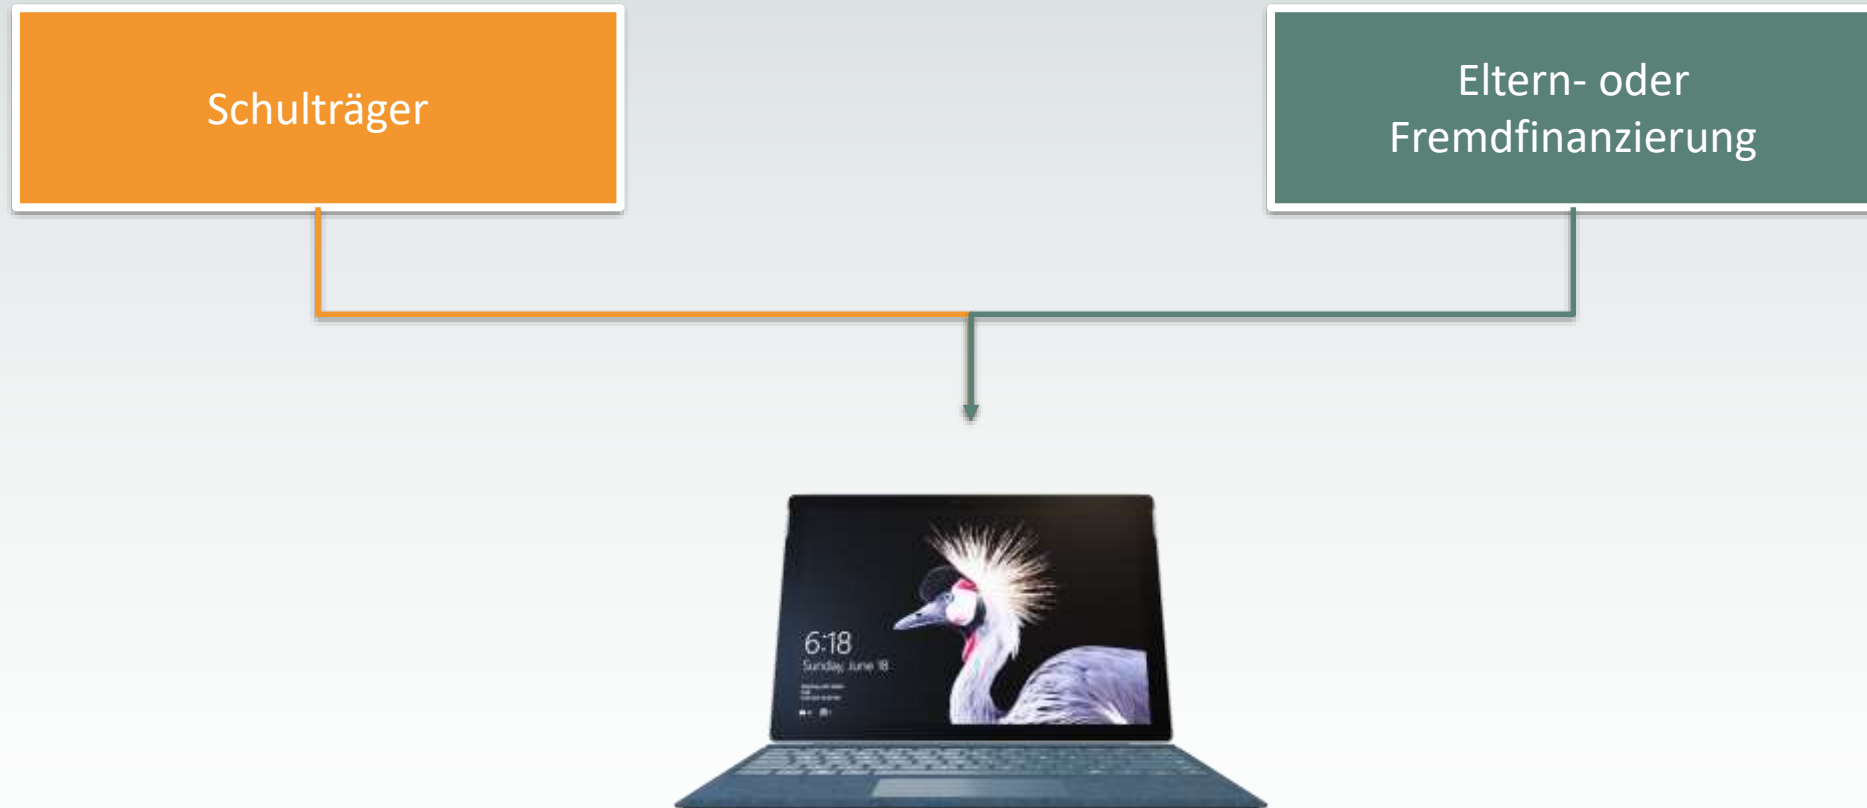 Schulträger
Eltern- oder
Fremdfinanzierung
6:18
Sunday, June 18